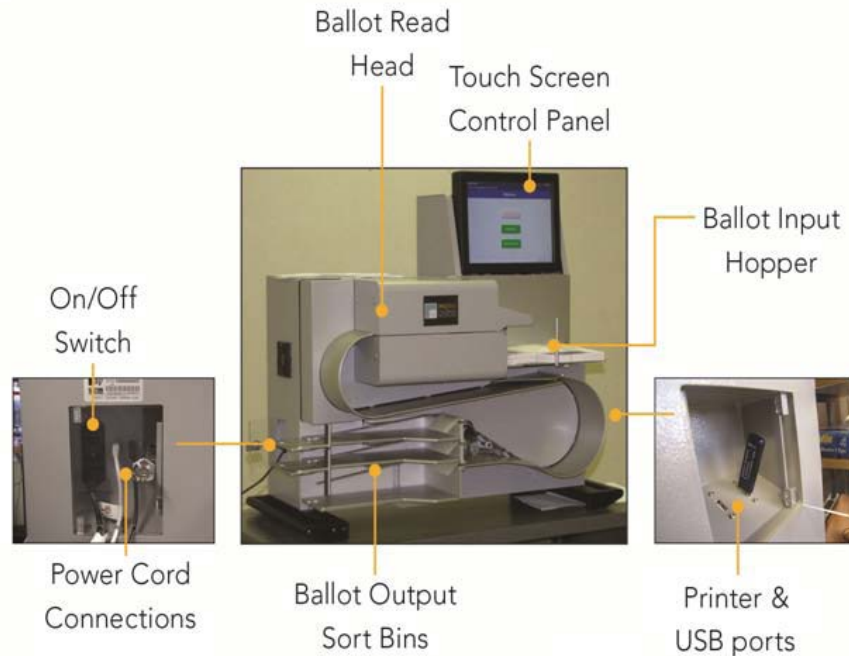 Ballot Read
Head
Touch Screen
Control Panel
Ballot Input
Hopper
On/Off
Switch
Power Cord
Connections
Ballot Output
Sort Bins
Printer &
USB ports